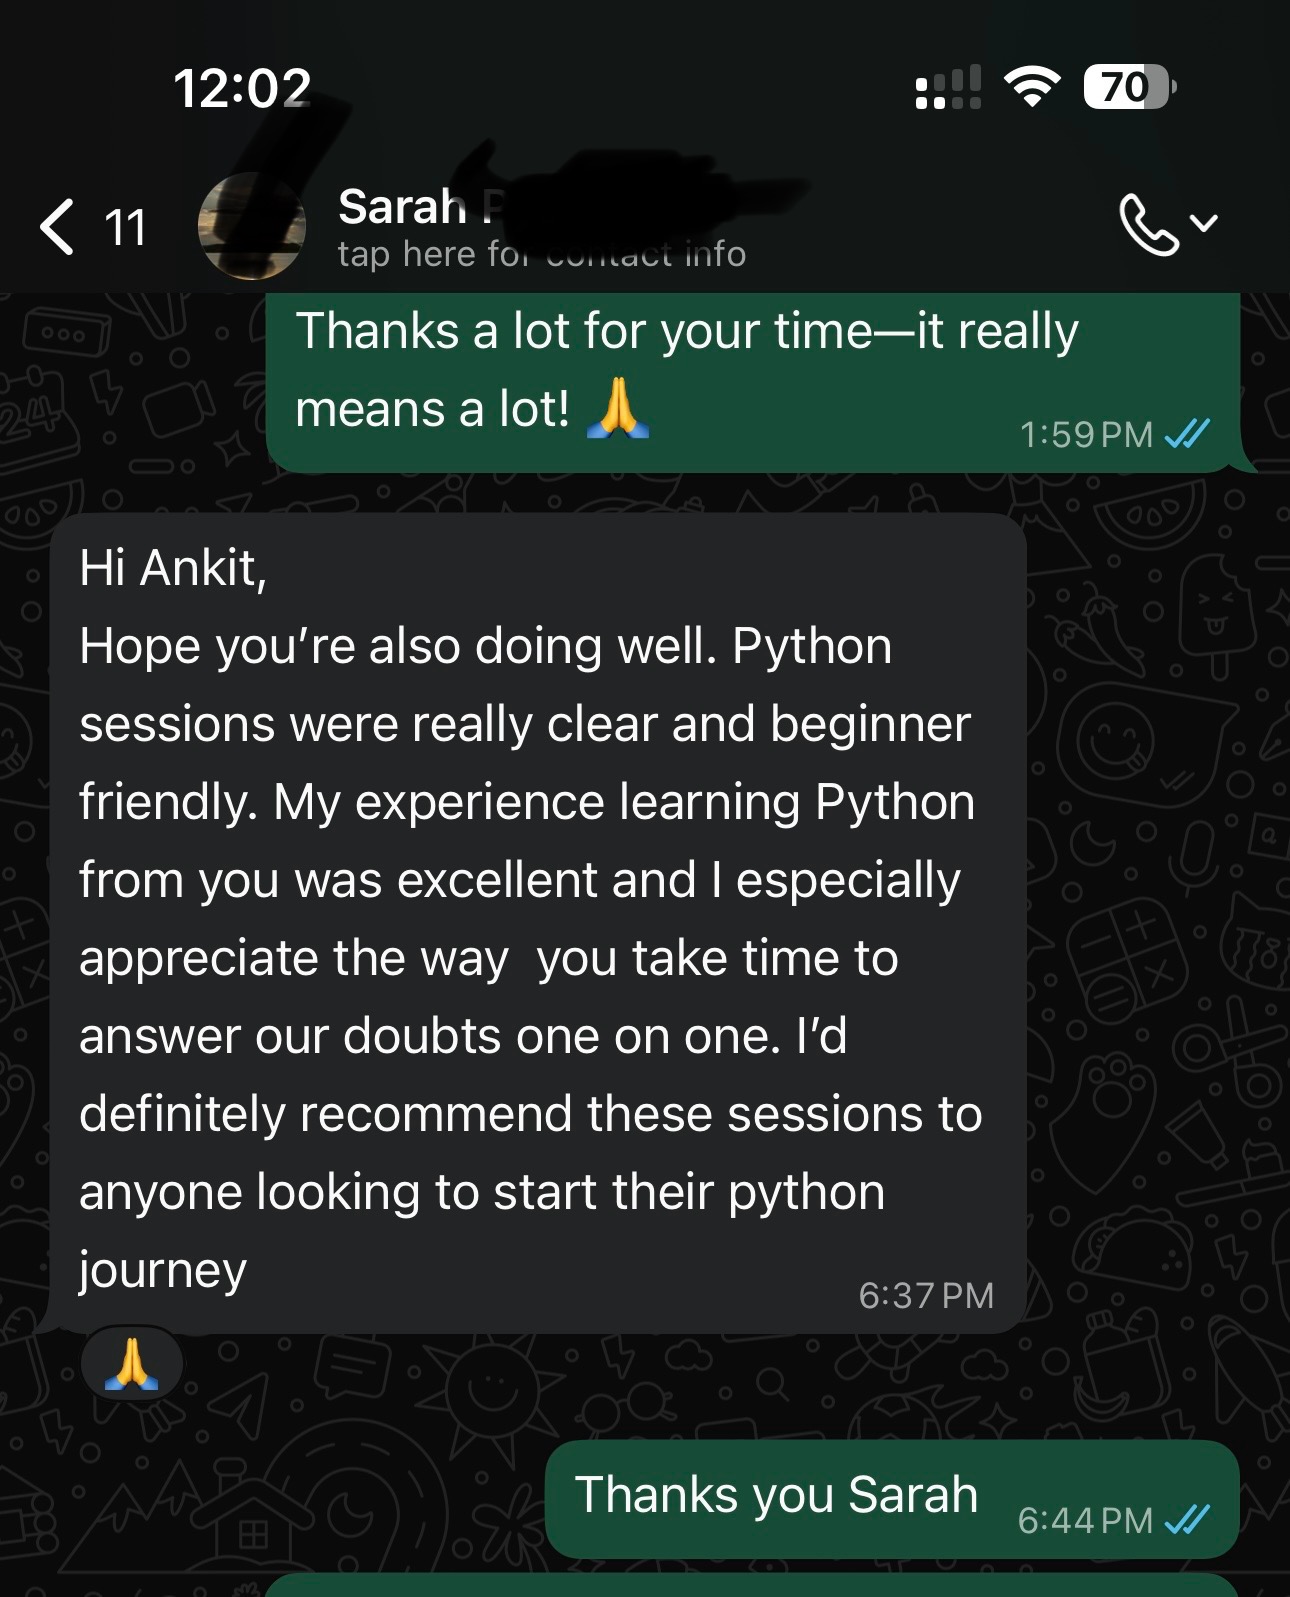 12:02
70
11
Sarah
tap here for contact info
Thanks a lot for your time—it really
means a lot! 🙏
1:59 PM
Hi Ankit,
Hope you’re also doing well. Python
sessions were really clear and beginner
friendly. My experience learning Python
from you was excellent and I especially
appreciate the way  you take time to
answer our doubts one on one. I’d
definitely recommend these sessions to
anyone looking to start their python
journey
6:37 PM
🙏
Thanks you Sarah
6:44 PM